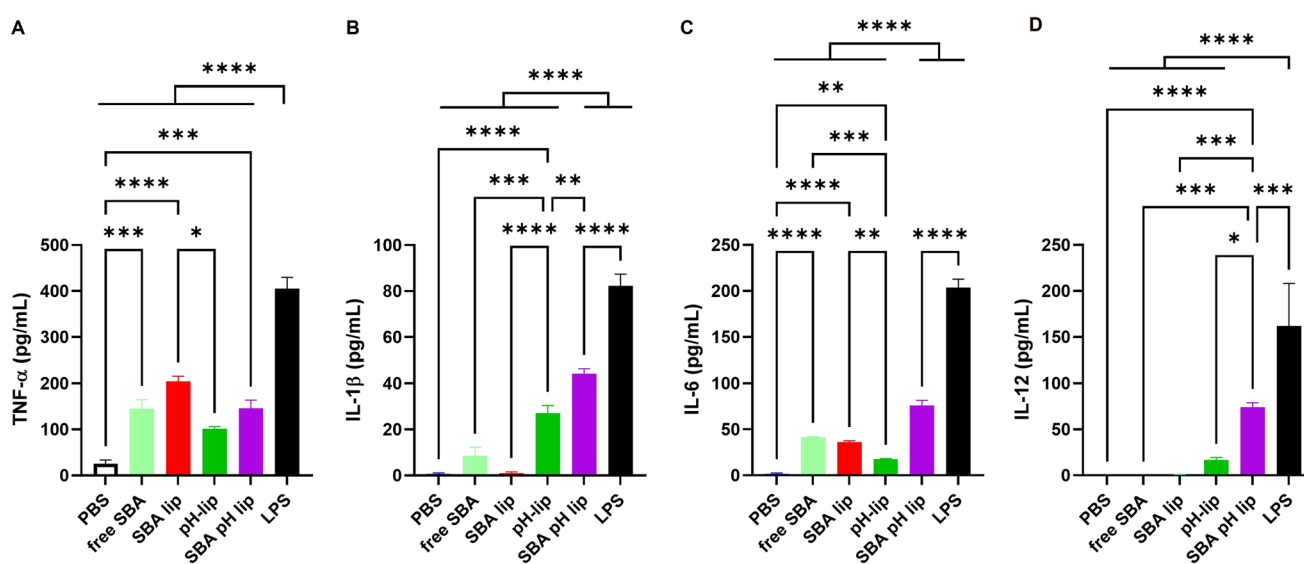 A
****
***
****
***
*
500
400
300
200
100
0
TNF-α (pg/mL)
PBS
free SBA
SBA lip
pH-lip
SBA pH lip
LPS
B
****
****
***
**
****
****
100
80
60
40
20
0
IL-1β (pg/mL)
PBS
free SBA
SBA lip
pH-lip
SBA pH lip
LPS
C
****
**
***
****
****
**
****
250
200
150
100
50
0
IL-6 (pg/mL)
PBS
free SBA
SBA lip
pH-lip
SBA pH lip
LPS
D
****
****
***
***
***
*
250
200
150
100
50
0
IL-12 (pg/mL)
PBS
free SBA
SBA lip
pH-lip
SBA pH lip
LPS